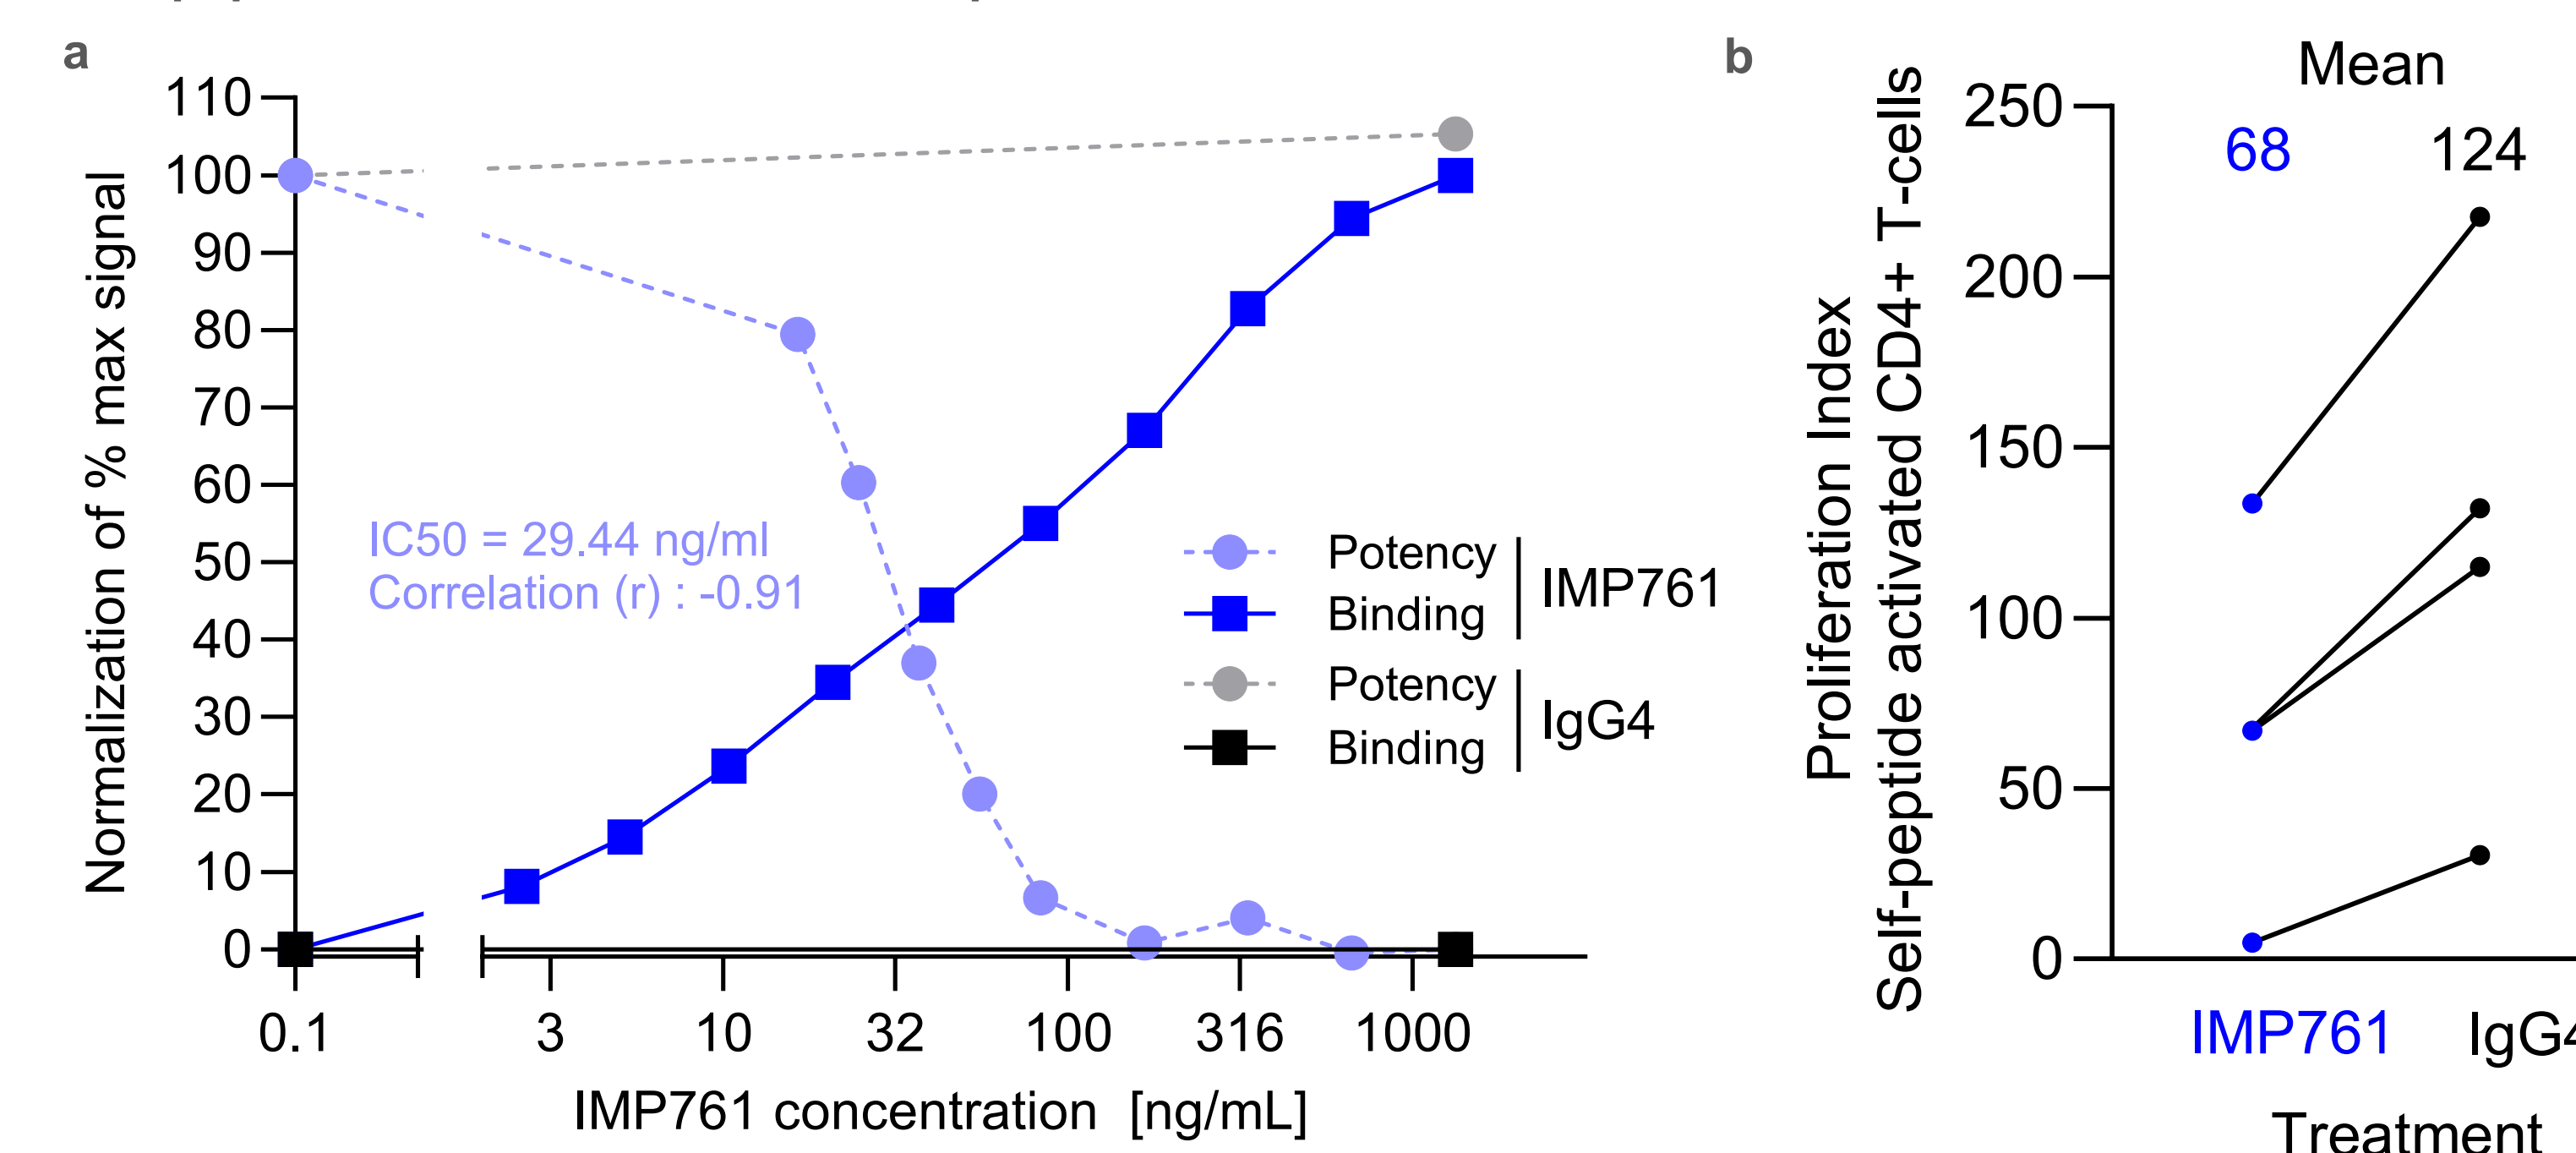 a
110
100
90
80
70
60
50
40
30
20
10
0
Normalization of % max signal
IC50 = 29.44 ng/ml
Correlation (r) : -0.91
Potency
Binding
IMP761
Potency
Binding
IgG4
0.1 3 10 32 100 316 1000
IMP761 concentration [ng/mL]
b
Mean
68 124
250
200
150
100
50
0
Proliferation Index
Self-peptide activated CD4+ T-cells
IMP761 IgG4
Treatment